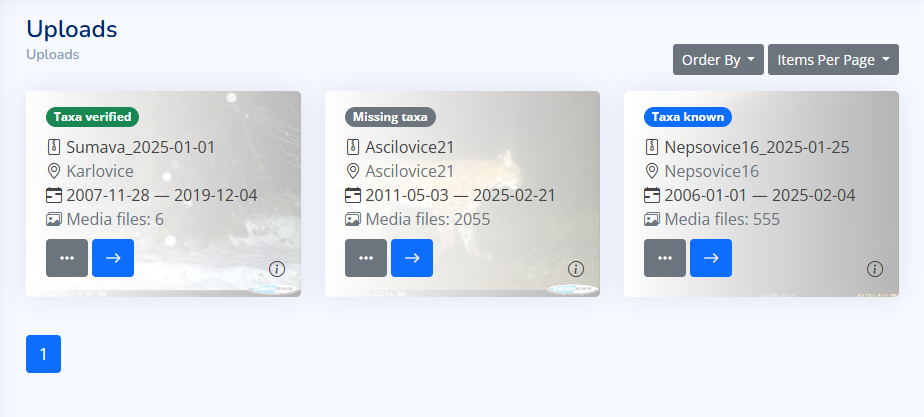 Uploads
Uploads
Order By
Items Per Page
Taxa verified
Sumava_2025-01-01
Karlovice
2007-11-28 — 2019-12-04
Media files: 6
Missing taxa
Ascilovice21
Ascilovice21
2011-05-03 — 2025-02-21
Media files: 2055
Taxa known
Nepsovice16_2025-01-25
Nepsovice16
2006-01-01 — 2025-02-04
Media files: 555
1